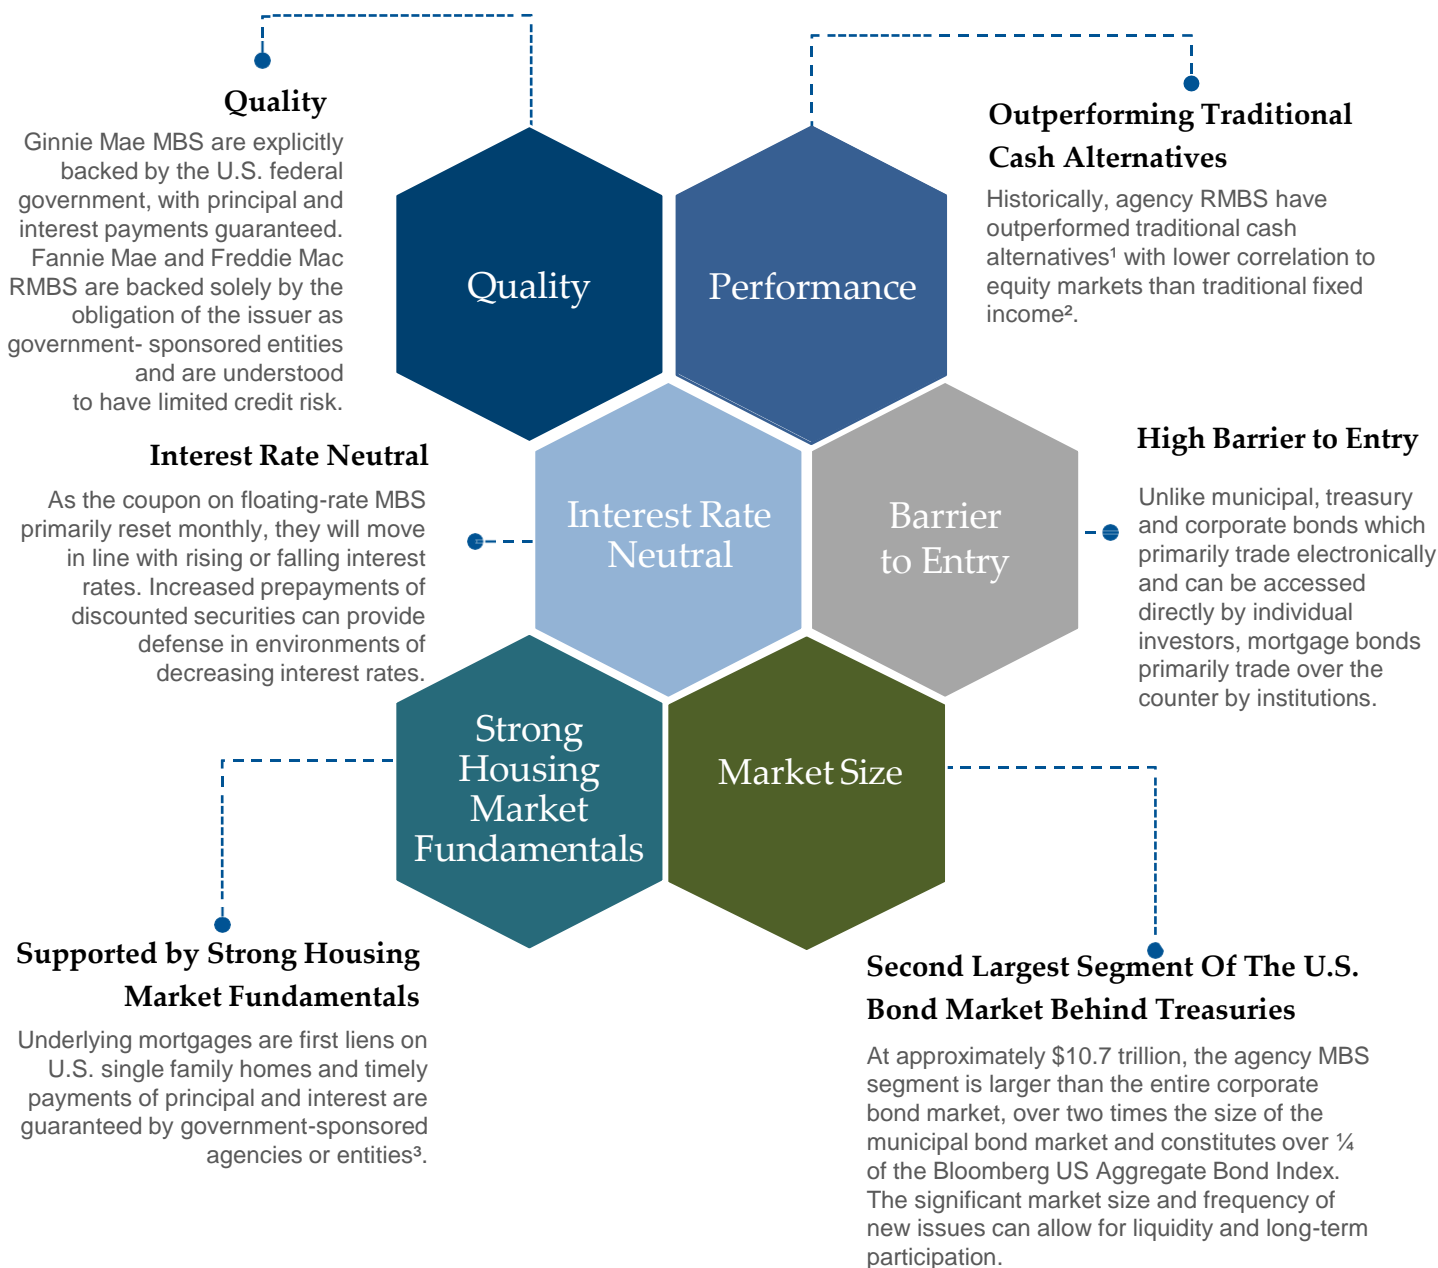 Quality
Ginnie Mae MBS are explicitly
backed by the U.S. federal
government, with principal and
interest payments guaranteed.
Fannie Mae and Freddie Mac
RMBS are backed solely by the
obligation of the issuer as
government- sponsored entities
and are understood
to have limited credit risk.
Quality
Performance
Outperforming Traditional
Cash Alternatives
Historically, agency RMBS have
outperformed traditional cash
alternatives¹ with lower correlation to
equity markets than traditional fixed
income².
Interest Rate Neutral
As the coupon on floating-rate MBS
primarily reset monthly, they will move
in line with rising or falling interest
rates. Increased prepayments of
discounted securities can provide
defense in environments of
decreasing interest rates.
Interest Rate
Neutral
Barrier
to Entry
High Barrier to Entry
Unlike municipal, treasury
and corporate bonds which
primarily trade electronically
and can be accessed
directly by individual
investors, mortgage bonds
primarily trade over the
counter by institutions.
Strong
Housing
Market
Fundamentals
Market Size
Supported by Strong Housing
Market Fundamentals
Underlying mortgages are first liens on
U.S. single family homes and timely
payments of principal and interest are
guaranteed by government-sponsored
agencies or entities³.
Second Largest Segment Of The U.S.
Bond Market Behind Treasuries
At approximately $10.7 trillion, the agency MBS
segment is larger than the entire corporate
bond market, over two times the size of the
municipal bond market and constitutes over ¼
of the Bloomberg US Aggregate Bond Index.
The significant market size and frequency of
new issues can allow for liquidity and long-term
participation.